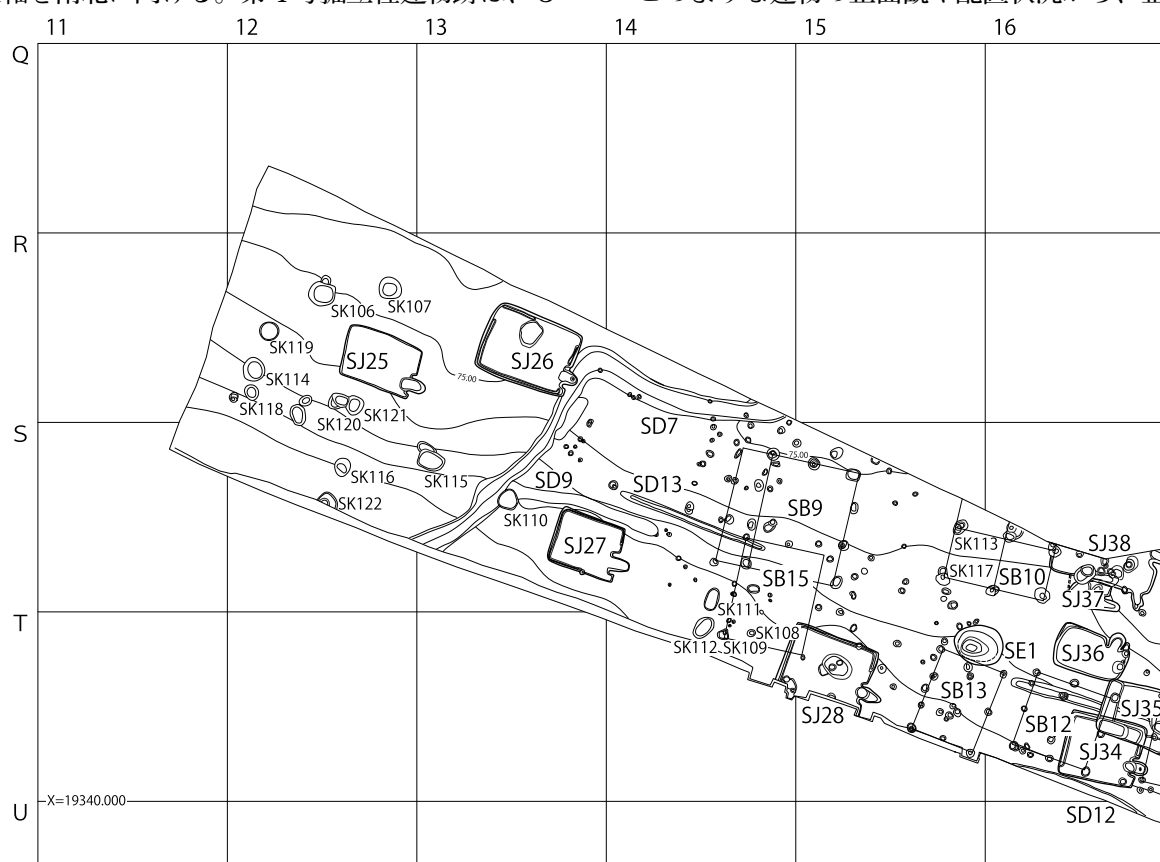 11 12 13 14 15 16
Q
R
SK106 SK107
SK119
SJ25 SJ26
75.00
SK114
SK118 SK120 SK121
SD7
S
75.00
SK116 SK115 SD9 SD13
SK122 SK110 SB9
SJ27 SK113 SJ38
SB15 SK117 SB10
SJ37
SK111
T
SK108
SK112 SK109 SE1 SJ36
SB13
SJ28 SB12 SJ35
SJ34
X=19340.000
U
SD12